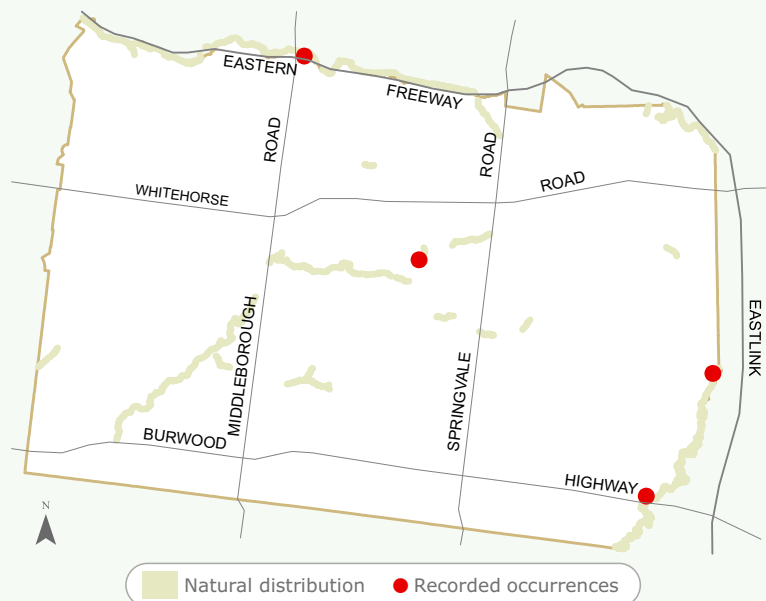 EASTERN
FREEWAY
ROAD
ROAD
WHITEHORSE
ROAD
MIDDLEBOROUGH
SPRINGVALE
EASTLINK
BURWOOD
HIGHWAY
N
Natural distribution
Recorded occurrences